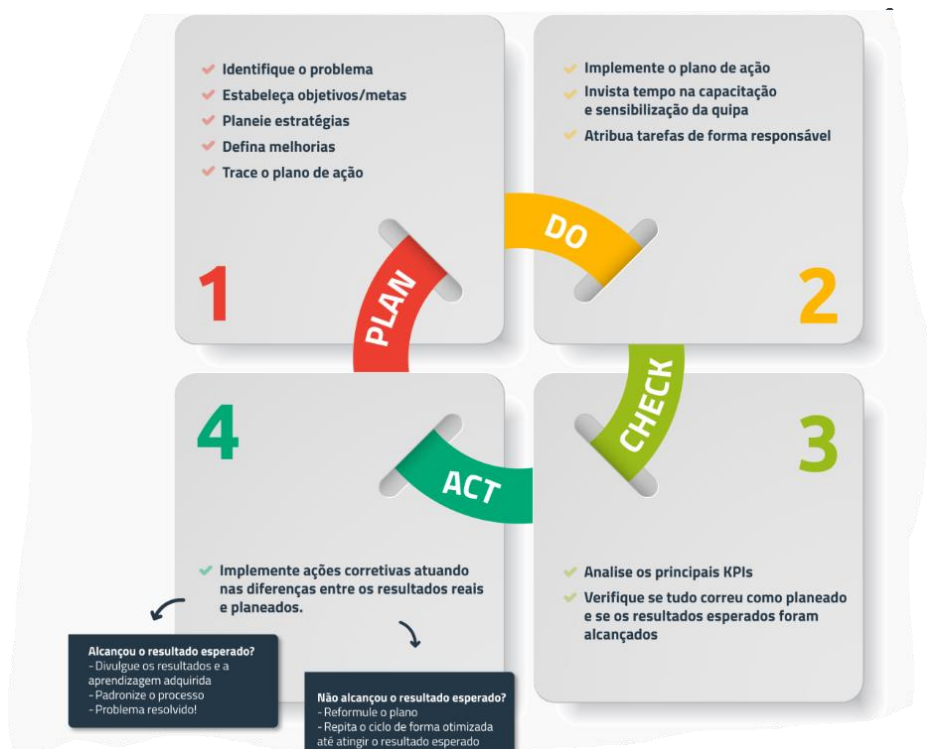 Identifique o problema
Estabeleça objetivos/metas
Planeie estratégias
Defina melhorias
Trace o plano de ação
1
PLAN
Implemente o plano de ação
Invista tempo na capacitação
e sensibilização da quipa
Atribua tarefas de forma responsável
DO
2
CHECK
3
Analise os principais KPIs
Verifique se tudo correu como planeado
e se os resultados esperados foram
alcançados
4
ACT
Implemente ações corretivas atuando
nas diferenças entre os resultados reais
e planeados.
Alcançou o resultado esperado?
- Divulgue os resultados e a
aprendizagem adquirida
- Padronize o processo
- Problema resolvido!
Não alcançou o resultado esperado?
- Reformule o plano
- Repita o ciclo de forma otimizada
até atingir o resultado esperado